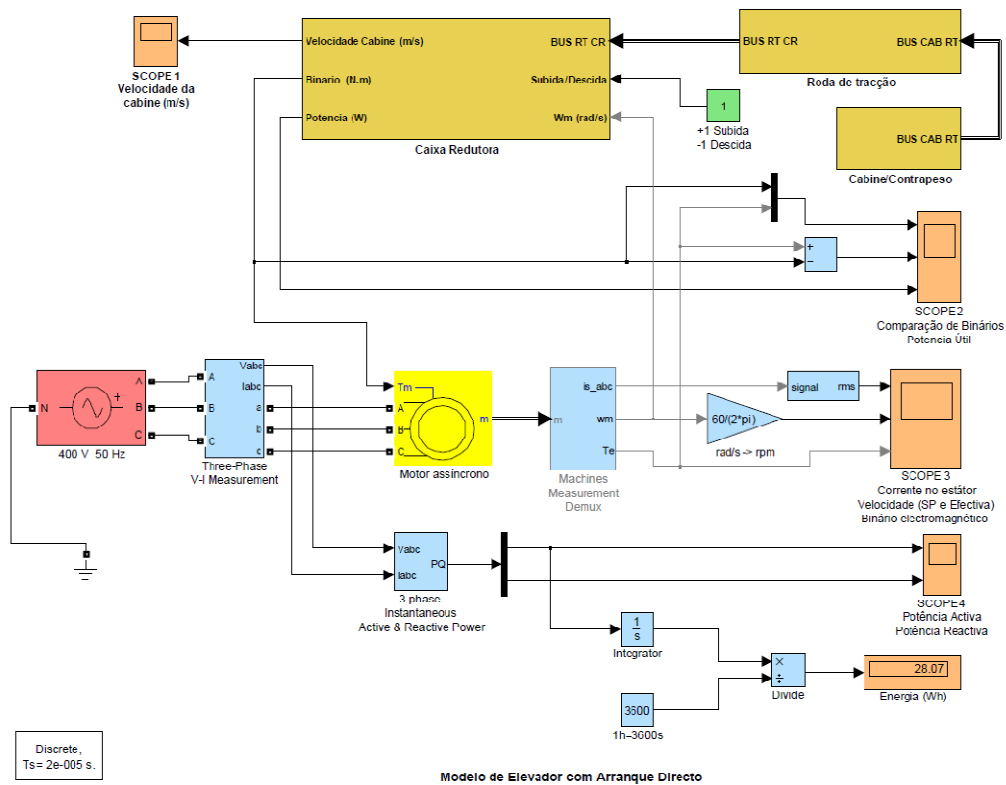 SCOPE 1
Velocidade da
cabine (m/s)
Velocidade Cabine (m/s)
Binario (N.m)
Potencia (W)
BUS RT CR
Subida/Descida
Wm (rad/s)
Caixa Redutora
BUS RT CR
BUS CAB RT
Roda de tracção
1
+1 Subida
-1 Descida
BUS CAB RT
Cabine/Contrapeso
+
−
SCOPE2
Comparação de Binários
Potencia Útil
N
+
A
B
C
400 V 50 Hz
A
B
C
Vabc
Iabc
a
b
c
Three-Phase
V-I Measurement
Tm
A
B
C
m
Motor assíncrono
m
is_abc
wm
Te
Machines
Measurement
Demux
60/(2*pi)
rad/s -> rpm
signal rms
SCOPE 3
Corrente no estátor
Velocidade (SP e Efectiva)
Binário electromagnético
Vabc
Iabc
PQ
3 phase
Instantaneous
Active & Reactive Power
SCOPE4
Potência Activa
Potência Reactiva
1
s
Integrator
3600
1h=3600s
×
÷
Divide
28.07
Energia (Wh)
Discrete,
Ts= 2e-005 s.
Modelo de Elevador com Arranque Directo